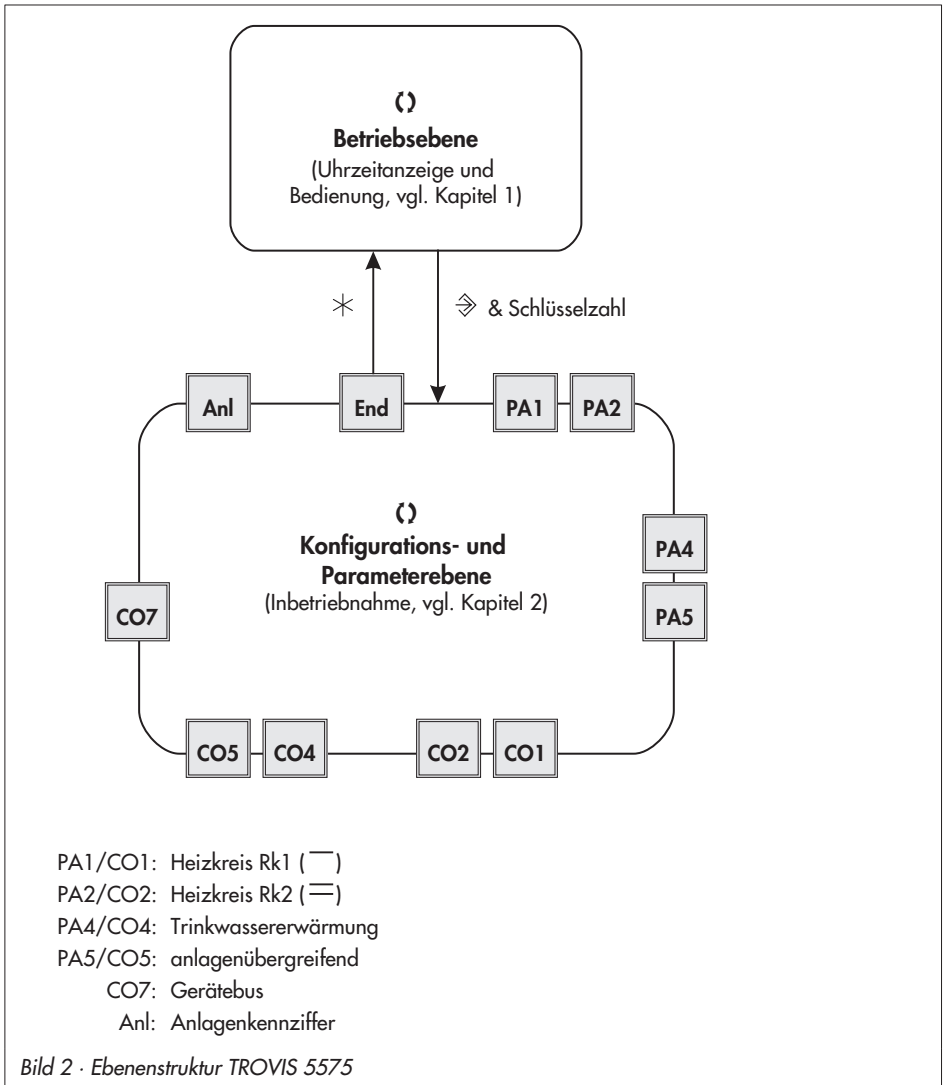 Betriebsebene
(Uhrzeitanzeige und
Bedienung, vgl. Kapitel 1)
& Schlüsselzahl
Anl
End
PA1
PA2
PA4
PA5
Konfigurations- und
Parameterebene
(Inbetriebnahme, vgl. Kapitel 2)
CO7
CO5
CO4
CO2
CO1
PA1/CO1: Heizkreis Rk1 ( )
PA2/CO2: Heizkreis Rk2 ( )
PA4/CO4: Trinkwassererwärmung
PA5/CO5: anlagenübergreifend
CO7: Gerätebus
Anl: Anlagenkennziffer
Bild 2 · Ebenenstruktur TROVIS 5575